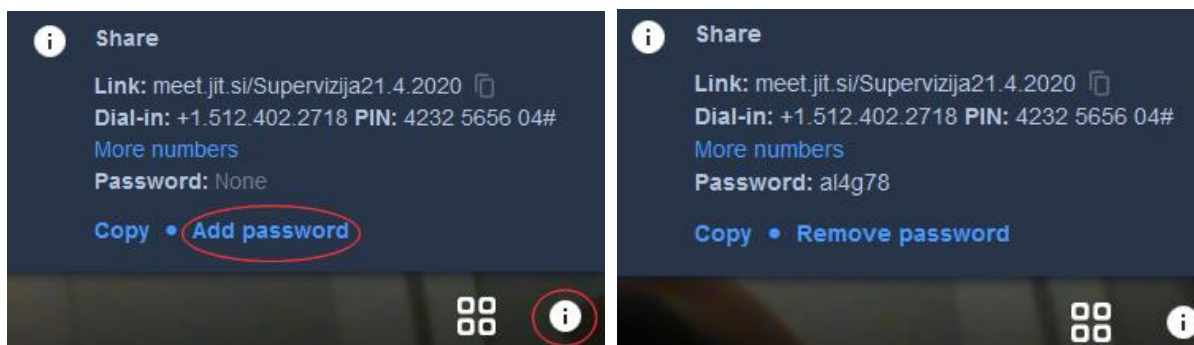 Share
Link: meet.jit.si/Supervizija21.4.2020
Dial-in: +1.512.402.2718 PIN: 4232 5656 04#
More numbers
Password: None
Copy • Add password
Share
Link: meet.jit.si/Supervizija21.4.2020
Dial-in: +1.512.402.2718 PIN: 4232 5656 04#
More numbers
Password: al4g78
Copy • Remove password